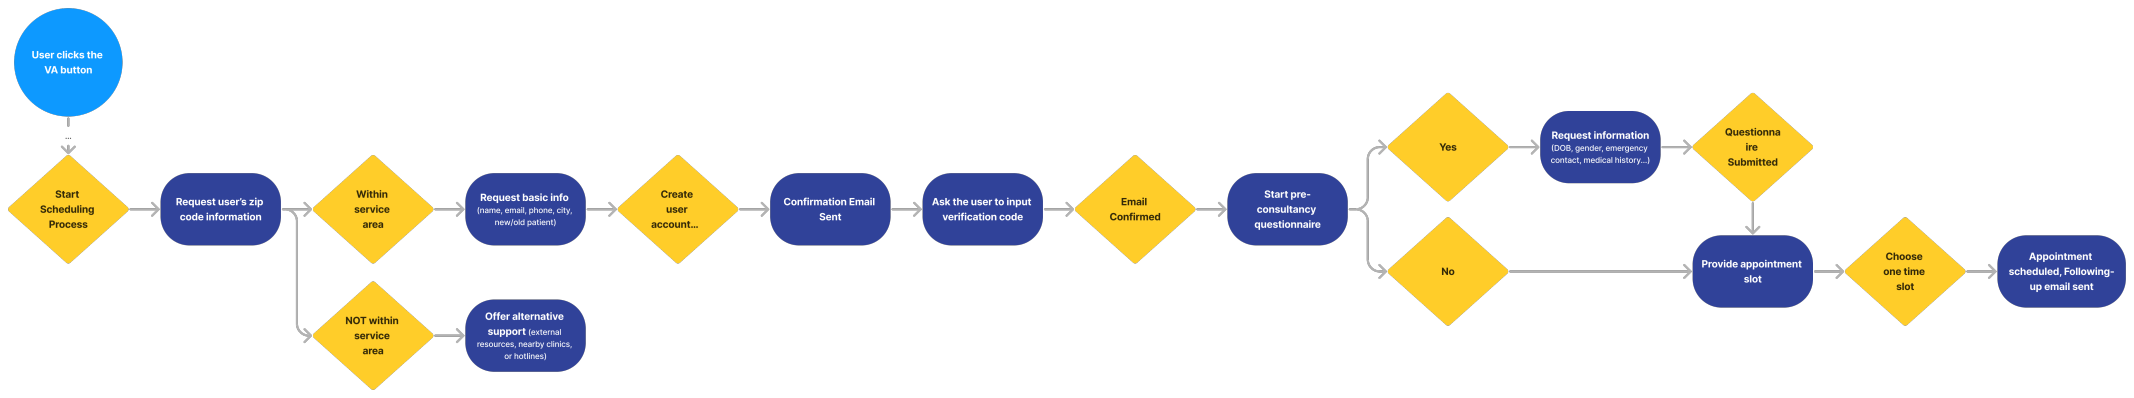 User clicks the
VA button
...
Start
Scheduling
Process
Request user's zip
code information
Within
service
area
Request basic info
(name, email, phone, city,
new/old patient)
Create
user
account...
Confirmation Email
Sent
Ask the user to input
verification code
Email
Confirmed
Start pre-
consultancy
questionnaire
Yes
Request information
(DOB, gender, emergency
contact, medical history...)
Questionna
ire
Submitted
No
Provide appointment
slot
Choose
one time
slot
Appointment
scheduled, Following-
up email sent
NOT within
service
area
Offer alternative
support (external
resources, nearby clinics,
or hotlines)